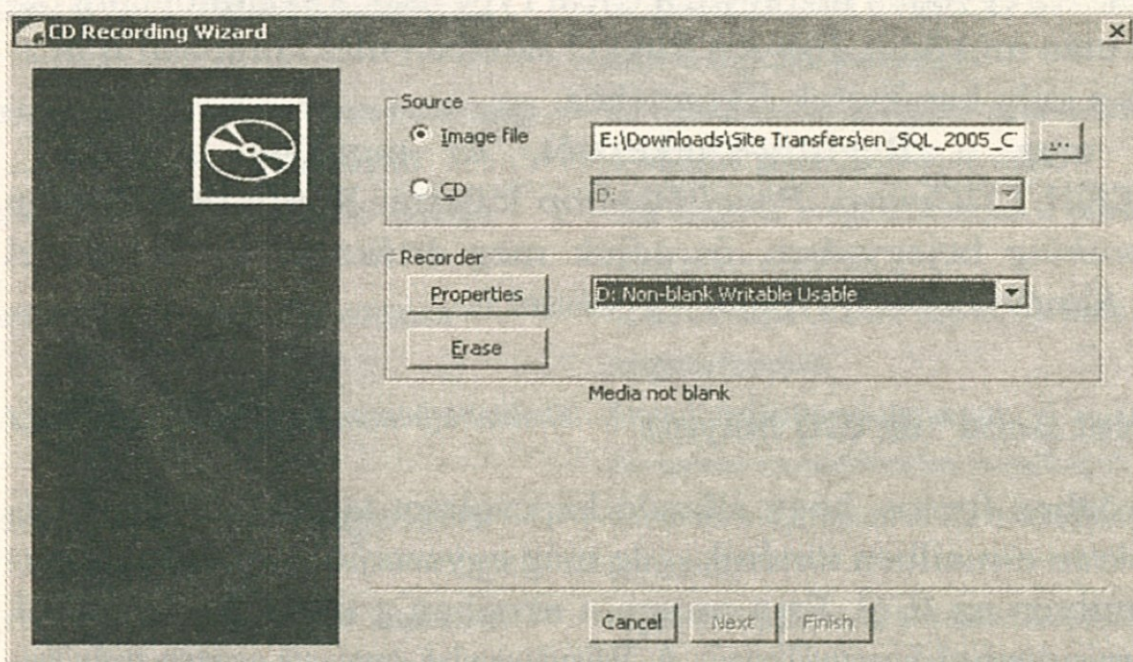 CD Recording Wizard
Source
Image file
E:\Downloads\Site Transfers\en_SQL_2005_C
...
CD
D:
Recorder
Properties
D: Non-blank Writable Usable
Erase
Media not blank
Cancel
Next
Finish